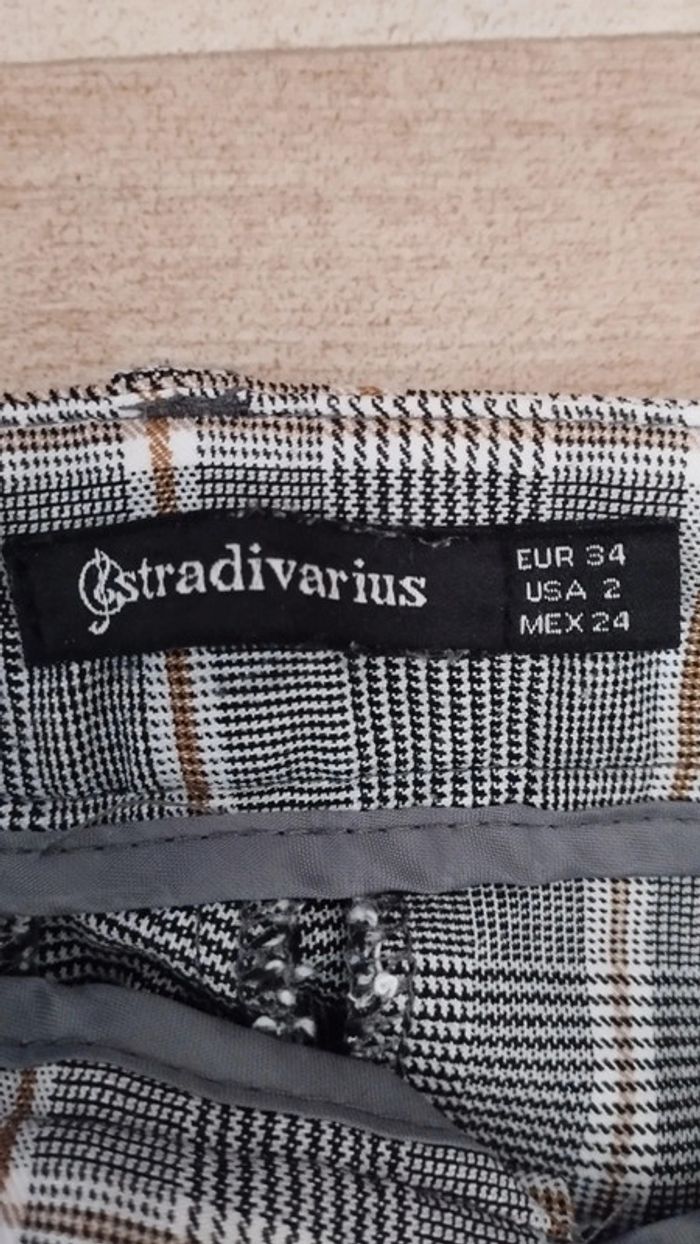 stradivarius
EUR 34
USA 2
MEX 24